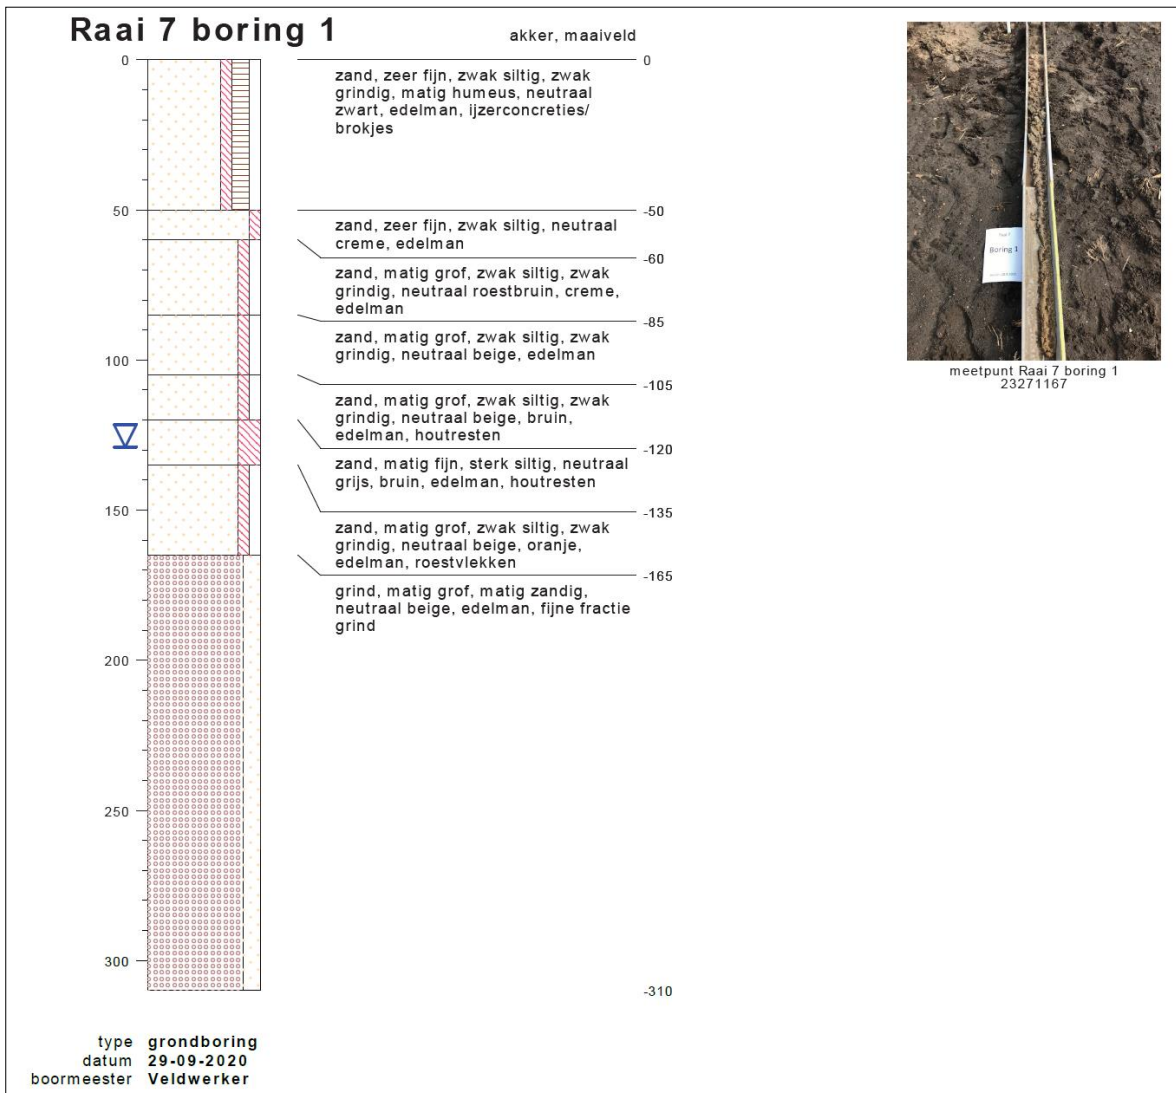 Raai 7 boring 1
akker, maaiveld
0
50
100
150
200
250
300
0
zand, zeer fijn, zwak siltig, zwak
grindig, matig humeus, neutraal
zwart, edelman, ijzerconcreties/
brokjes
-50
zand, zeer fijn, zwak siltig, neutraal
creme, edelman
-60
zand, matig grof, zwak siltig, zwak
grindig, neutraal roestbruin, creme,
edelman
-85
zand, matig grof, zwak siltig, zwak
grindig, neutraal beige, edelman
-105
zand, matig grof, zwak siltig, zwak
grindig, neutraal beige, bruin,
edelman, houtresten
-120
zand, matig fijn, sterk siltig, neutraal
grijs, bruin, edelman, houtresten
-135
zand, matig grof, zwak siltig, zwak
grindig, neutraal beige, oranje,
edelman, roestvlekken
-165
grind, matig grof, matig zandig,
neutraal beige, edelman, fijne fractie
grind
-310
Boring 1
meetpunt Raai 7 boring 1
23271167
type grondboring
datum 29-09-2020
boormeester Veldwerker